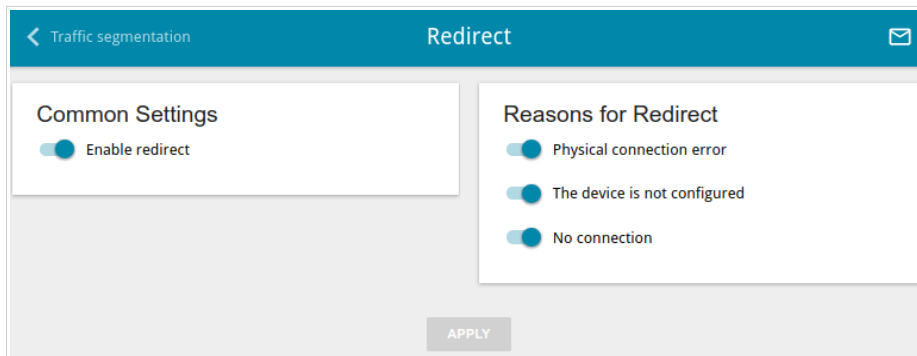 Traffic segmentation
Redirect
Common Settings
Enable redirect
Reasons for Redirect
Physical connection error
The device is not configured
No connection
APPLY